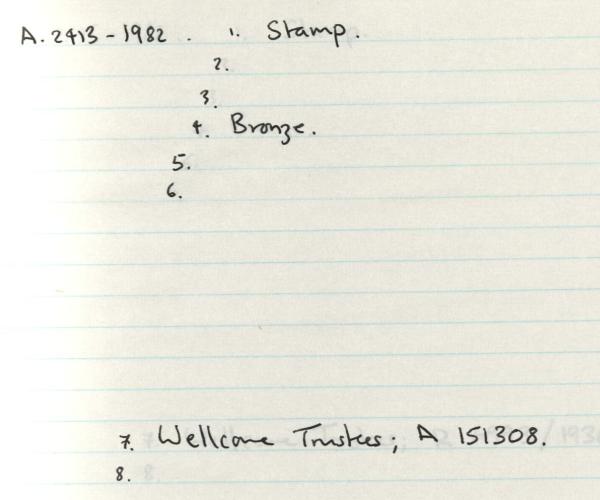 A. 2413 - 1982 . 1. Stamp.
2.
3.
4. Bronze.
5.
6.
7. Wellcome Trustees; A 151308.
8.